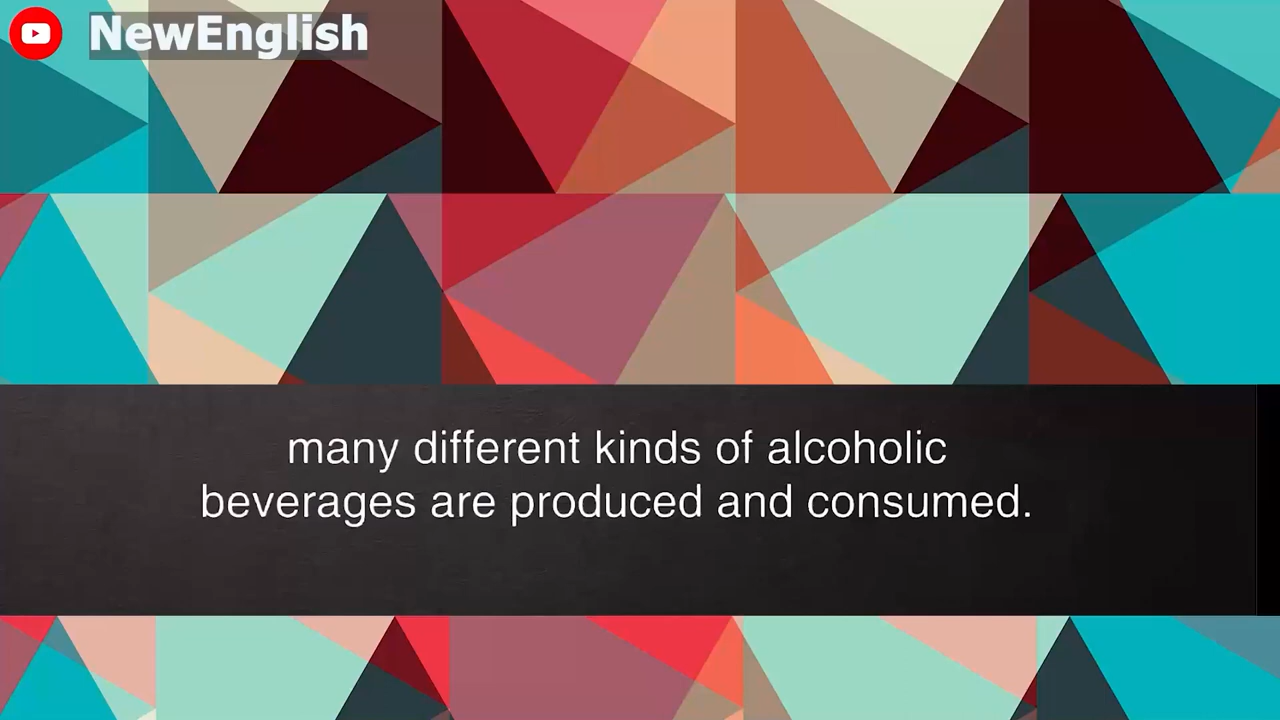 NewEnglish
many different kinds of alcoholic
beverages are produced and consumed.